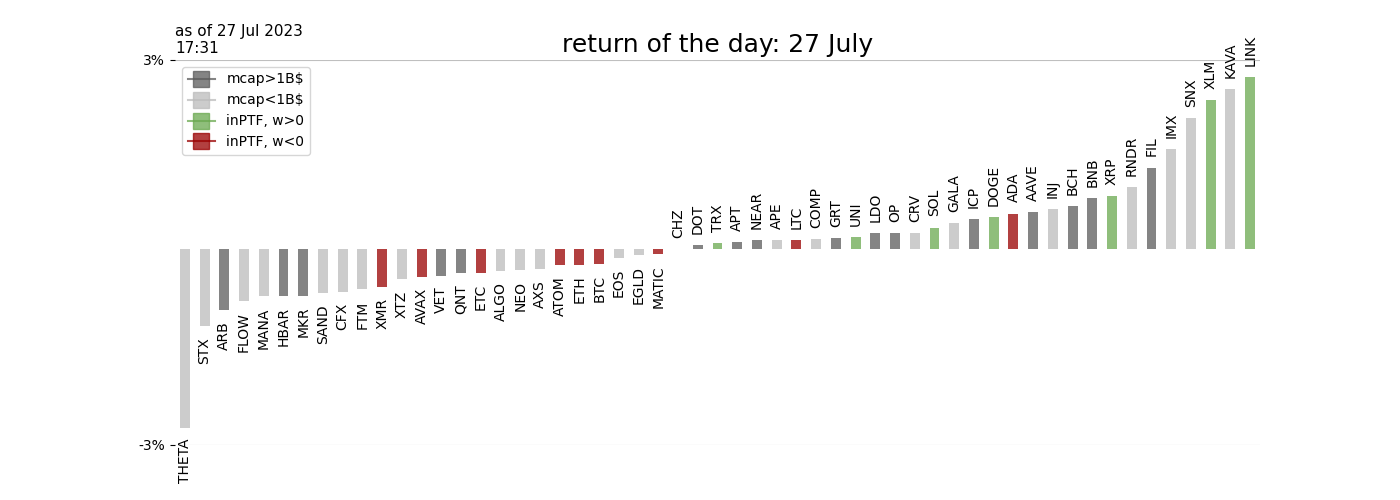 as of 27 Jul 2023
17:31
return of the day: 27 July
3%
mcap>1B$
mcap<1B$
inPTF, w>0
inPTF, w<0
-3%
THETA
STX
ARB
FLOW
MANA
HBAR
MKR
SAND
CFX
FTM
XMR
XTZ
AVAX
VET
QNT
ETC
ALGO
NEO
AXS
ATOM
ETH
BTC
EOS
EGLD
MATIC
CHZ
DOT
TRX
APT
NEAR
APE
LTC
COMP
GRT
UNI
LDO
OP
CRV
SOL
GALA
ICP
DOGE
ADA
AAVE
INJ
BCH
BNB
XRP
RNDR
FIL
IMX
SNX
XLM
KAVA
LINK